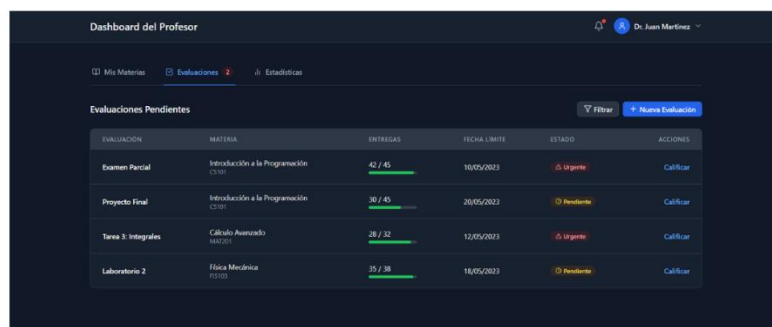 Dashboard del Profesor
Dr. Juan Martínez
Mis Materias Evaluaciones 2 Estadísticas
Evaluaciones Pendientes
Filtrar + Nueva Evaluación
EVALUACIÓN MATERIA ENTREGAS FECHA LÍMITE ESTADO ACCIONES
Examen Parcial Introducción a la Programación 42 / 45 10/05/2023 Urgente Calificar
CS101
Proyecto Final Introducción a la Programación 30 / 45 20/05/2023 Pendiente Calificar
CS101
Tarea 3: Integrales Cálculo Avanzado 28 / 32 12/05/2023 Urgente Calificar
MAT201
Laboratorio 2 Física Mecánica 35 / 38 18/05/2023 Pendiente Calificar
FIS103